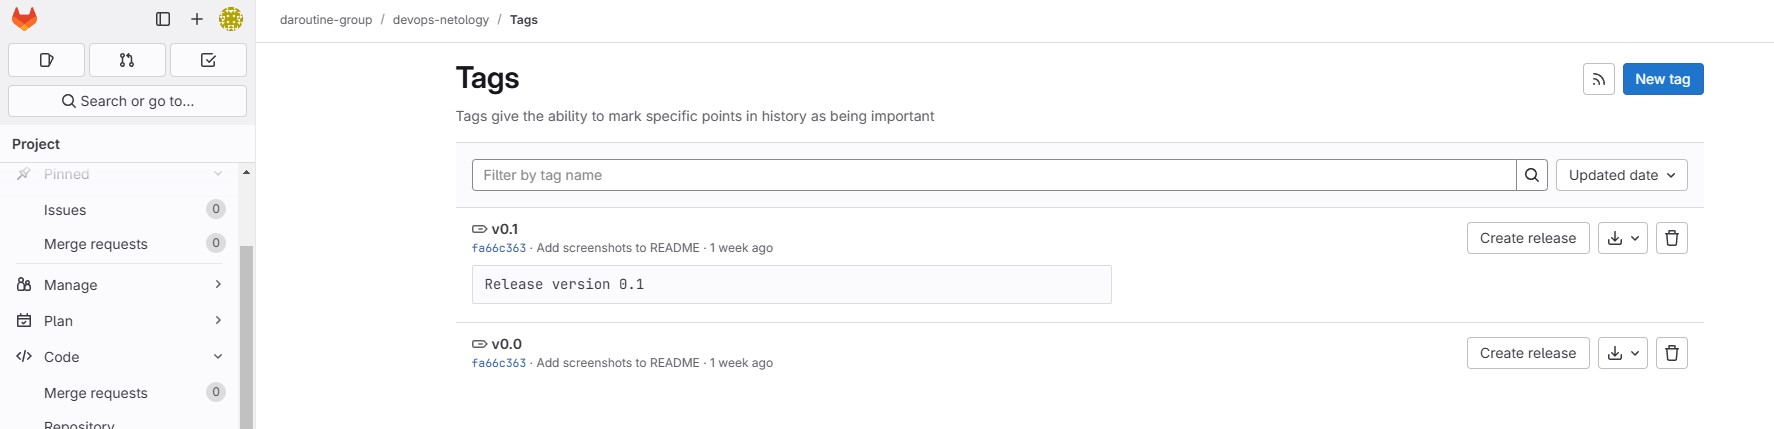 daroutine-group / devops-netology / Tags
Search or go to...
Project
Pinned
Issues 0
Merge requests 0
Manage
Plan
Code
Merge requests 0
Repository
Tags
New tag
Tags give the ability to mark specific points in history as being important
Filter by tag name
Updated date
v0.1
fa66c363 · Add screenshots to README · 1 week ago
Create release
Release version 0.1
v0.0
fa66c363 · Add screenshots to README · 1 week ago
Create release